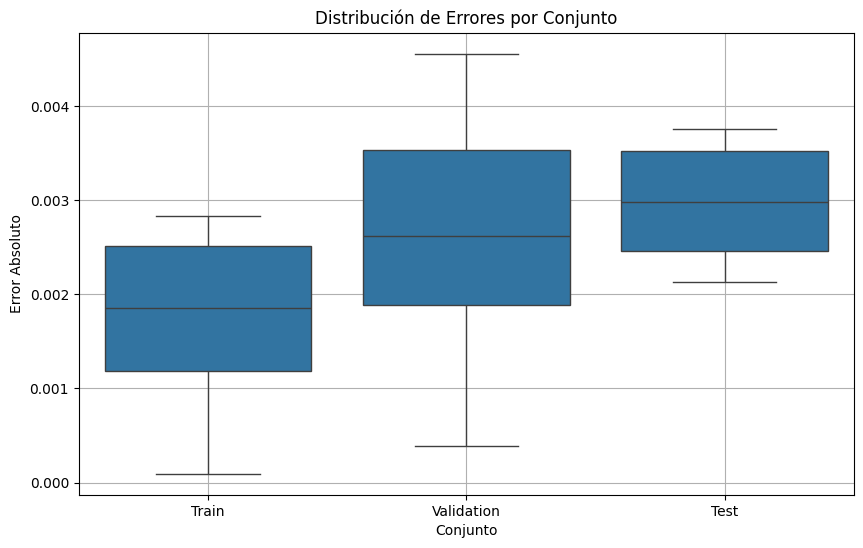 Distribución de Errores por Conjunto
Error Absoluto
0.004
0.003
0.002
0.001
0.000
Train
Validation
Test
Conjunto